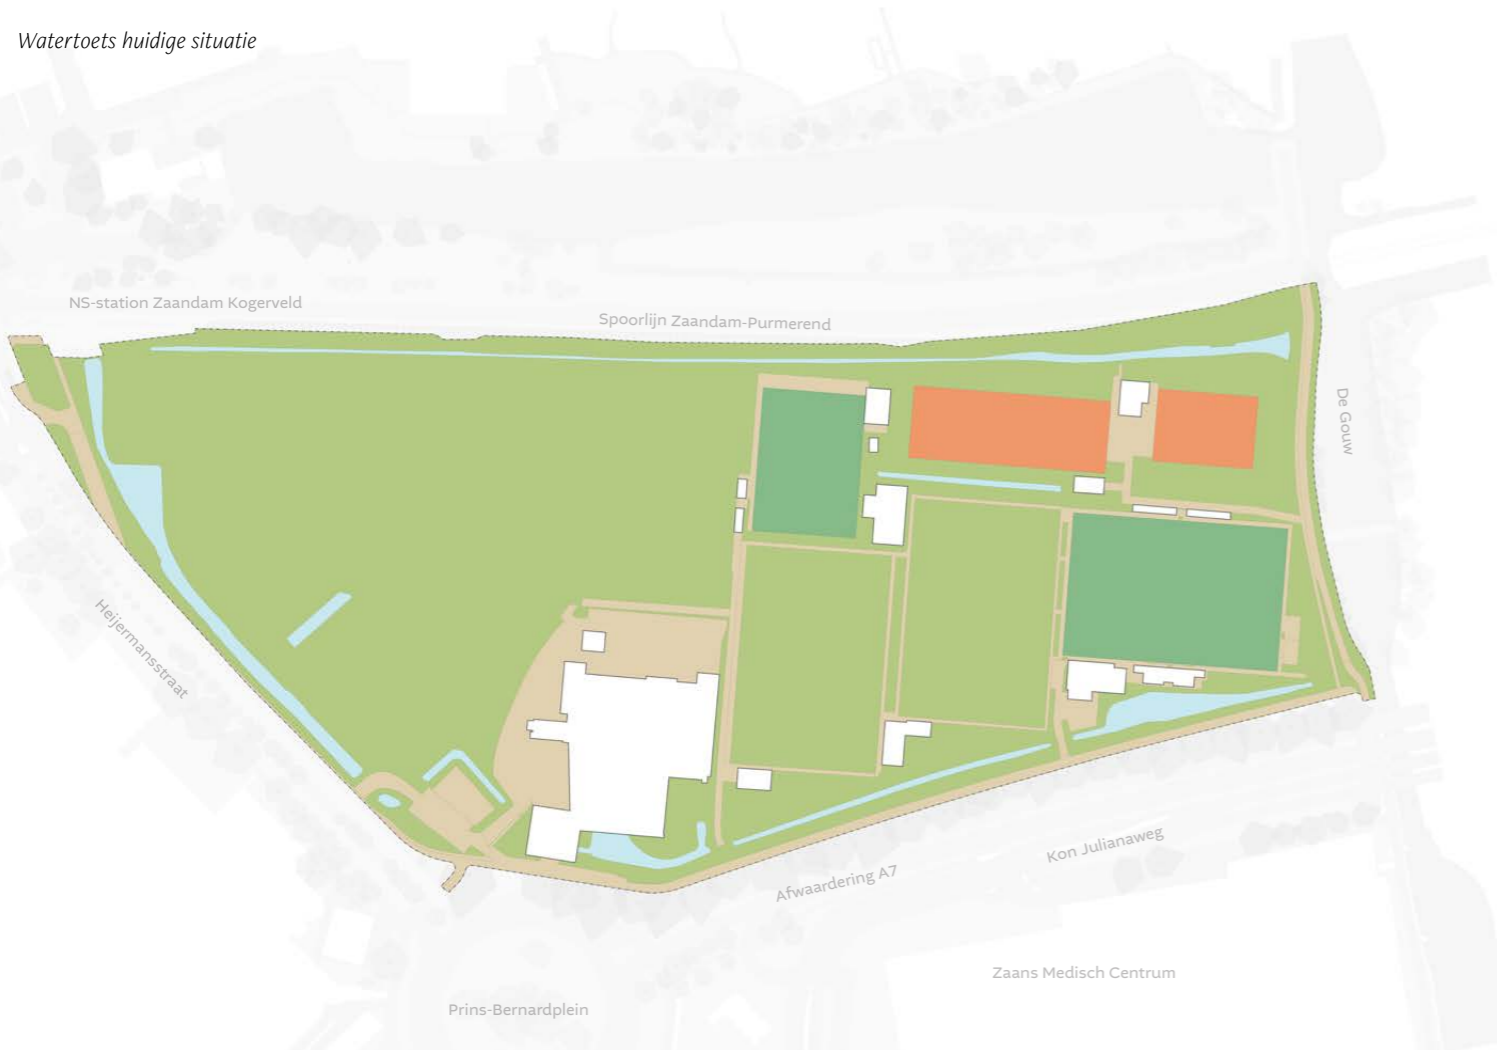 Watertoets huidige situatie
NS-station Zaandam Kogerveld
Spoorlijn Zaandam-Purmerend
De Gouw
Heijermansstraat
Kon Julianaweg
Afwaardering A7
Zaans Medisch Centrum
Prins-Bernardplein